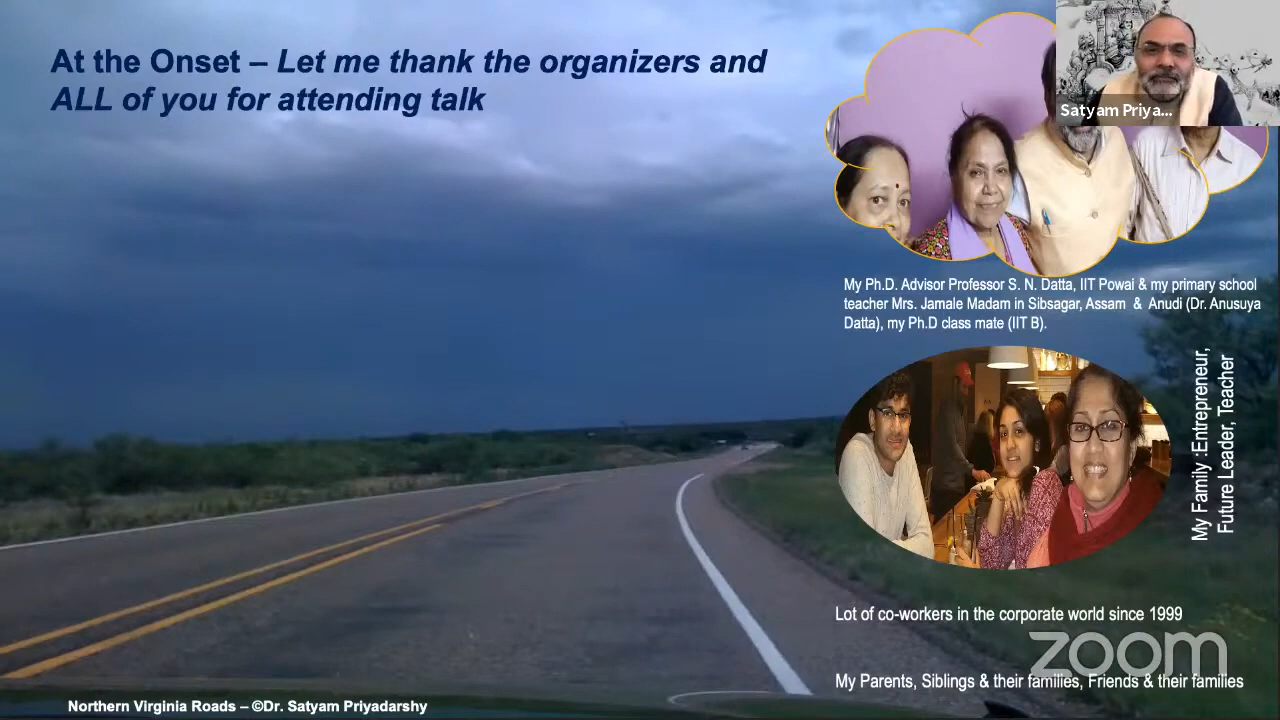 At the Onset – Let me thank the organizers and
ALL of you for attending talk
Satyam Priya...
My Ph.D. Advisor Professor S. N. Datta, IIT Powai & my primary school
teacher Mrs. Jamale Madam in Sibsagar, Assam & Anudi (Dr. Anusuya
Datta), my Ph.D class mate (IIT B).
My Family :Entrepreneur,
Future Leader, Teacher
Lot of co-workers in the corporate world since 1999
zoom
My Parents, Siblings & their families, Friends & their families
Northern Virginia Roads – ©Dr. Satyam Priyadarshy